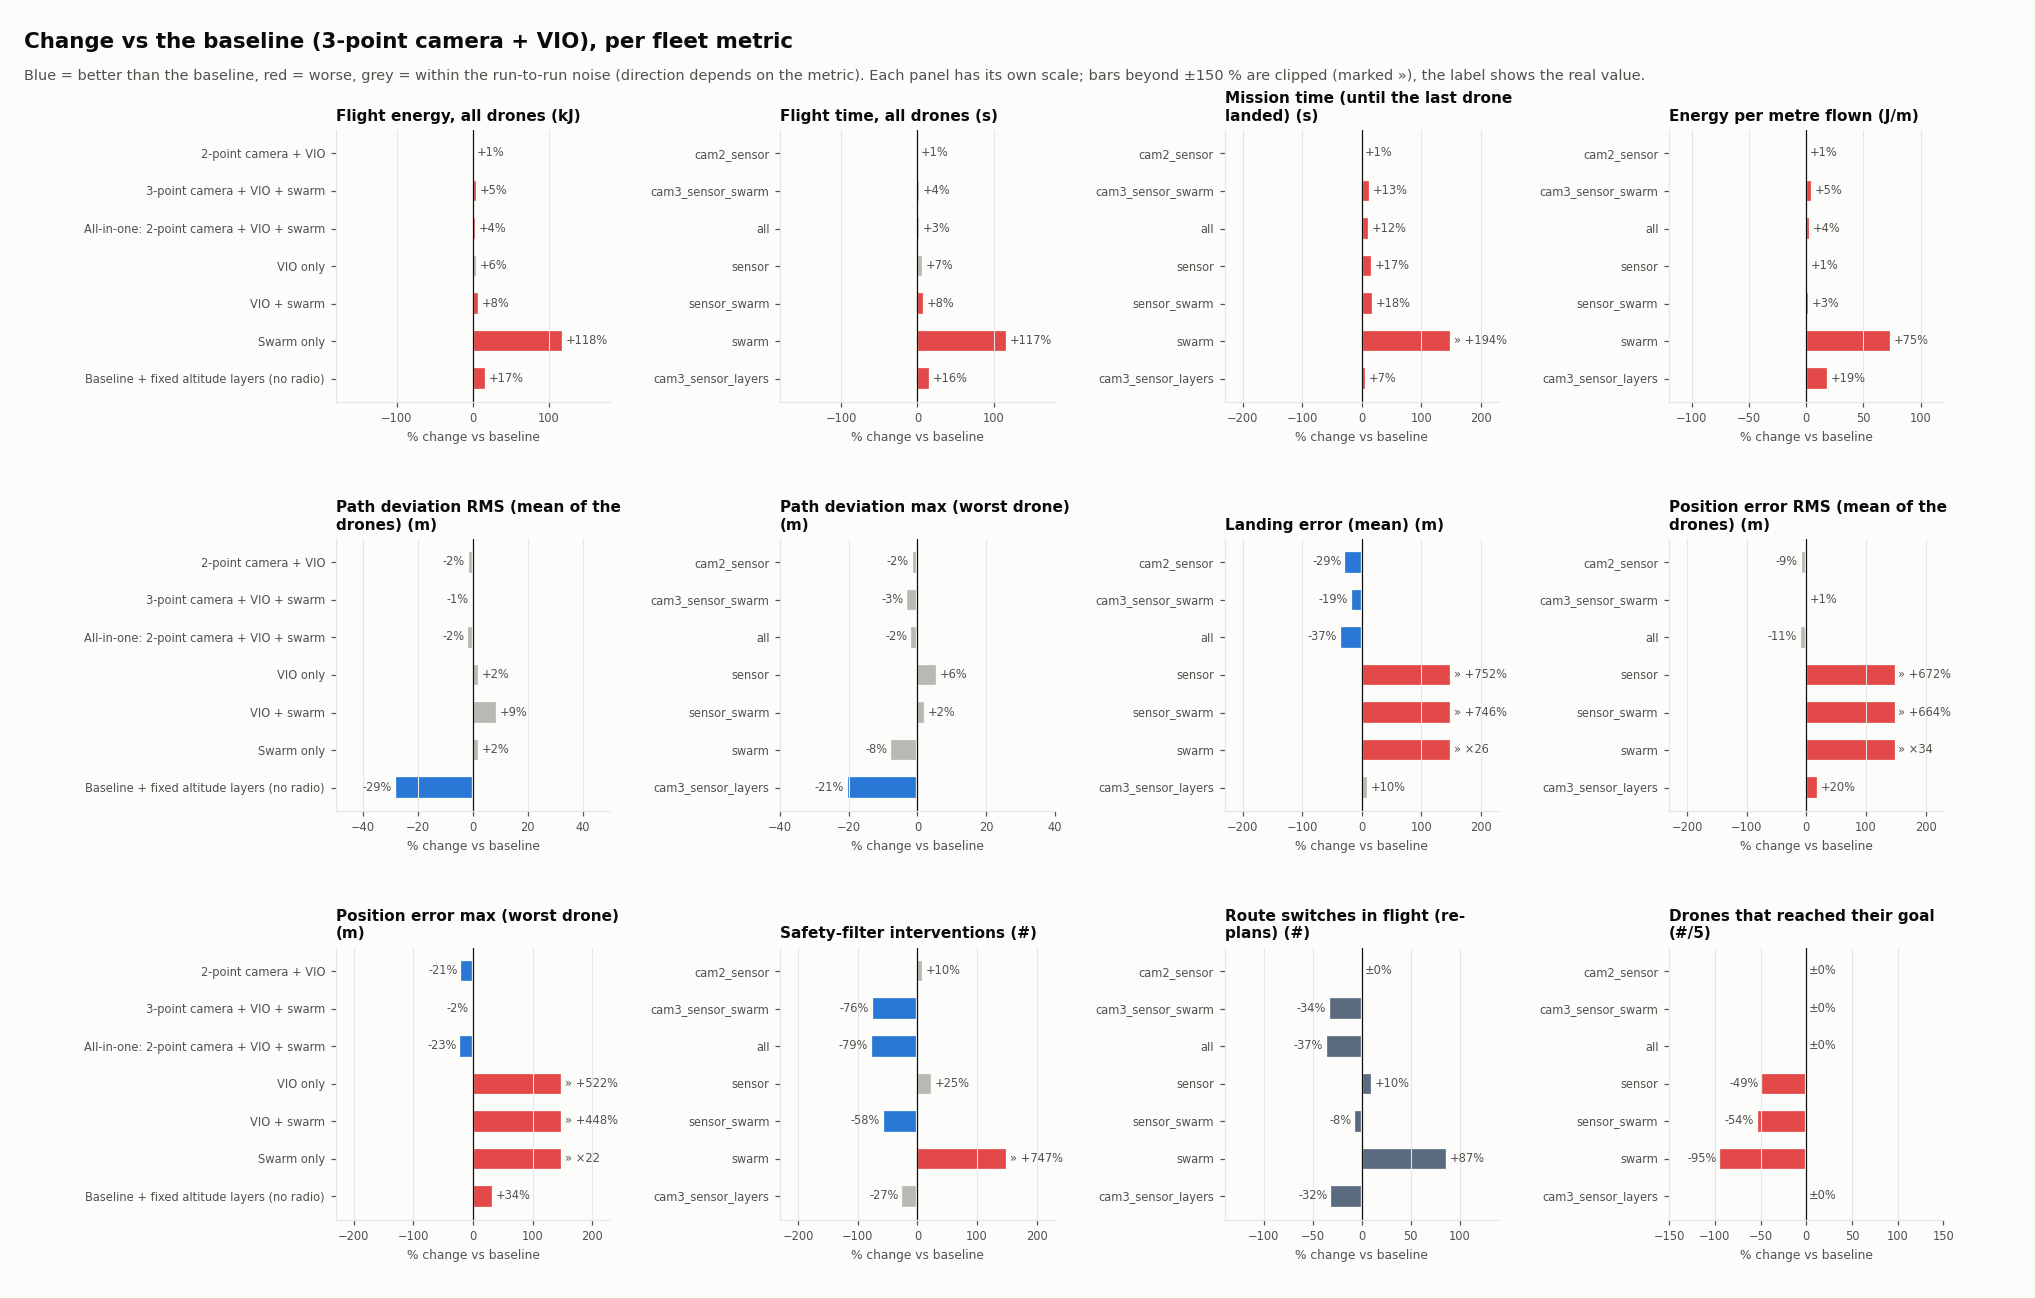 Change vs the baseline (3-point camera + VIO), per fleet metric
Blue = better than the baseline, red = worse, grey = within the run-to-run noise (direction depends on the metric). Each panel has its own scale; bars beyond ±150 % are clipped (marked »), the label shows the real value.
Flight energy, all drones (kJ)
2-point camera + VIO
+1%
3-point camera + VIO + swarm
+5%
All-in-one: 2-point camera + VIO + swarm
+4%
VIO only
+6%
VIO + swarm
+8%
Swarm only
+118%
Baseline + fixed altitude layers (no radio)
+17%
−100 0 100
% change vs baseline
Flight time, all drones (s)
cam2_sensor
+1%
cam3_sensor_swarm
+4%
all
+3%
sensor
+7%
sensor_swarm
+8%
swarm
+117%
cam3_sensor_layers
+16%
−100 0 100
% change vs baseline
Mission time (until the last drone
landed) (s)
cam2_sensor
+1%
cam3_sensor_swarm
+13%
all
+12%
sensor
+17%
sensor_swarm
+18%
swarm
» +194%
cam3_sensor_layers
+7%
−200 −100 0 100 200
% change vs baseline
Energy per metre flown (J/m)
cam2_sensor
+1%
cam3_sensor_swarm
+5%
all
+4%
sensor
+1%
sensor_swarm
+3%
swarm
+75%
cam3_sensor_layers
+19%
−100 −50 0 50 100
% change vs baseline
Path deviation RMS (mean of the
drones) (m)
2-point camera + VIO
-2%
3-point camera + VIO + swarm
-1%
All-in-one: 2-point camera + VIO + swarm
-2%
VIO only
+2%
VIO + swarm
+9%
Swarm only
+2%
Baseline + fixed altitude layers (no radio)
-29%
−40 −20 0 20 40
% change vs baseline
Path deviation max (worst drone)
(m)
cam2_sensor
-2%
cam3_sensor_swarm
-3%
all
-2%
sensor
+6%
sensor_swarm
+2%
swarm
-8%
cam3_sensor_layers
-21%
−40 −20 0 20 40
% change vs baseline
Landing error (mean) (m)
cam2_sensor
-29%
cam3_sensor_swarm
-19%
all
-37%
sensor
» +752%
sensor_swarm
» +746%
swarm
» ×26
cam3_sensor_layers
+10%
−200 −100 0 100 200
% change vs baseline
Position error RMS (mean of the
drones) (m)
cam2_sensor
-9%
cam3_sensor_swarm
+1%
all
-11%
sensor
» +672%
sensor_swarm
» +664%
swarm
» ×34
cam3_sensor_layers
+20%
−200 −100 0 100 200
% change vs baseline
Position error max (worst drone)
(m)
2-point camera + VIO
-21%
3-point camera + VIO + swarm
-2%
All-in-one: 2-point camera + VIO + swarm
-23%
VIO only
» +522%
VIO + swarm
» +448%
Swarm only
» ×22
Baseline + fixed altitude layers (no radio)
+34%
−200 −100 0 100 200
% change vs baseline
Safety-filter interventions (#)
cam2_sensor
+10%
cam3_sensor_swarm
-76%
all
-79%
sensor
+25%
sensor_swarm
-58%
swarm
» +747%
cam3_sensor_layers
-27%
−200 −100 0 100 200
% change vs baseline
Route switches in flight (re-
plans) (#)
cam2_sensor
±0%
cam3_sensor_swarm
-34%
all
-37%
sensor
+10%
sensor_swarm
-8%
swarm
+87%
cam3_sensor_layers
-32%
−100 −50 0 50 100
% change vs baseline
Drones that reached their goal
(#/5)
cam2_sensor
±0%
cam3_sensor_swarm
±0%
all
±0%
sensor
-49%
sensor_swarm
-54%
swarm
-95%
cam3_sensor_layers
±0%
−150 −100 −50 0 50 100 150
% change vs baseline